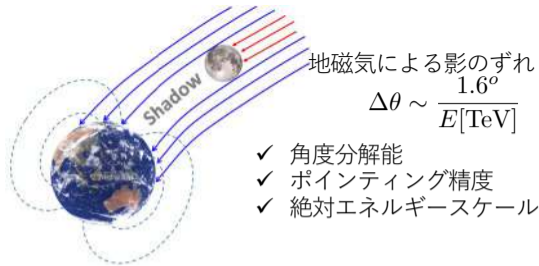 Shadow
地磁気による影のずれ
Δθ ~ 1.6° / E[TeV]
✓ 角度分解能
✓ ポインティング精度
✓ 絶対エネルギースケール